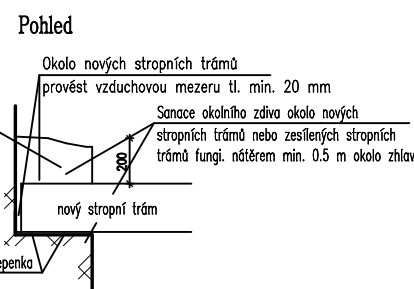 Pohled
Okolo nových stropních trámů
provést vzduchovou mezeru tl. min. 20 mm
Sanace okolního zdiva okolo nových
stropních trámů nebo zesílených stropních
trámů fungi. nátěrem min. 0.5 m okolo zhlav
200
nový stropní trám
epenka